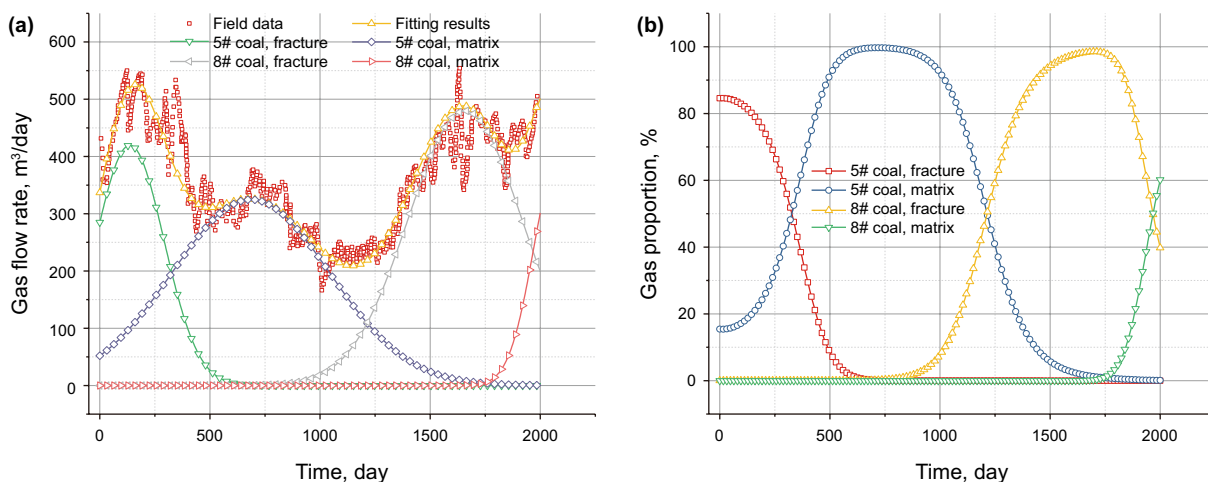 (a)
Field data
Fitting results
5# coal, fracture
5# coal, matrix
8# coal, fracture
8# coal, matrix
600
500
400
300
200
100
0
Gas flow rate, m³/day
0
500
1000
1500
2000
Time, day
(b)
100
80
60
40
20
0
Gas proportion, %
5# coal, fracture
5# coal, matrix
8# coal, fracture
8# coal, matrix
0
500
1000
1500
2000
Time, day